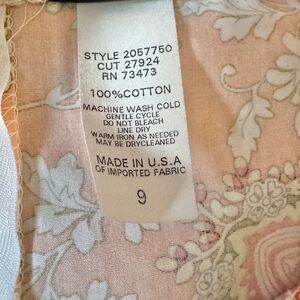 STYLE 2057750
CUT 27924
RN 73473
100%COTTON
MACHINE WASH COLD
GENTLE CYCLE
DO NOT BLEACH
LINE DRY
WARM IRON AS NEEDED
MAY BE DRYCLEANED
MADE IN U.S.A
OF IMPORTED FABRIC
9